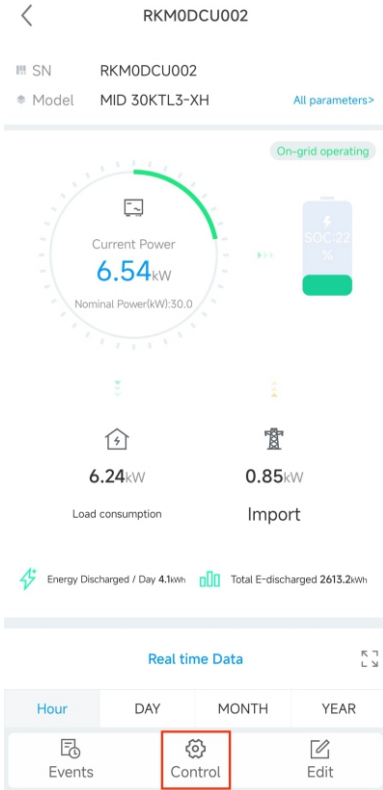 RKM0DCU002
SN RKM0DCU002
Model MID 30KTL3-XH All parameters>
On-grid operating
Current Power
6.54kW
Nominal Power(kW):30.0
SOC:22
%
6.24kW 0.85kW
Load consumption Import
Energy Discharged / Day 4.1kWh Total E-discharged 2613.2kWh
Real time Data
Hour DAY MONTH YEAR
Events Control Edit